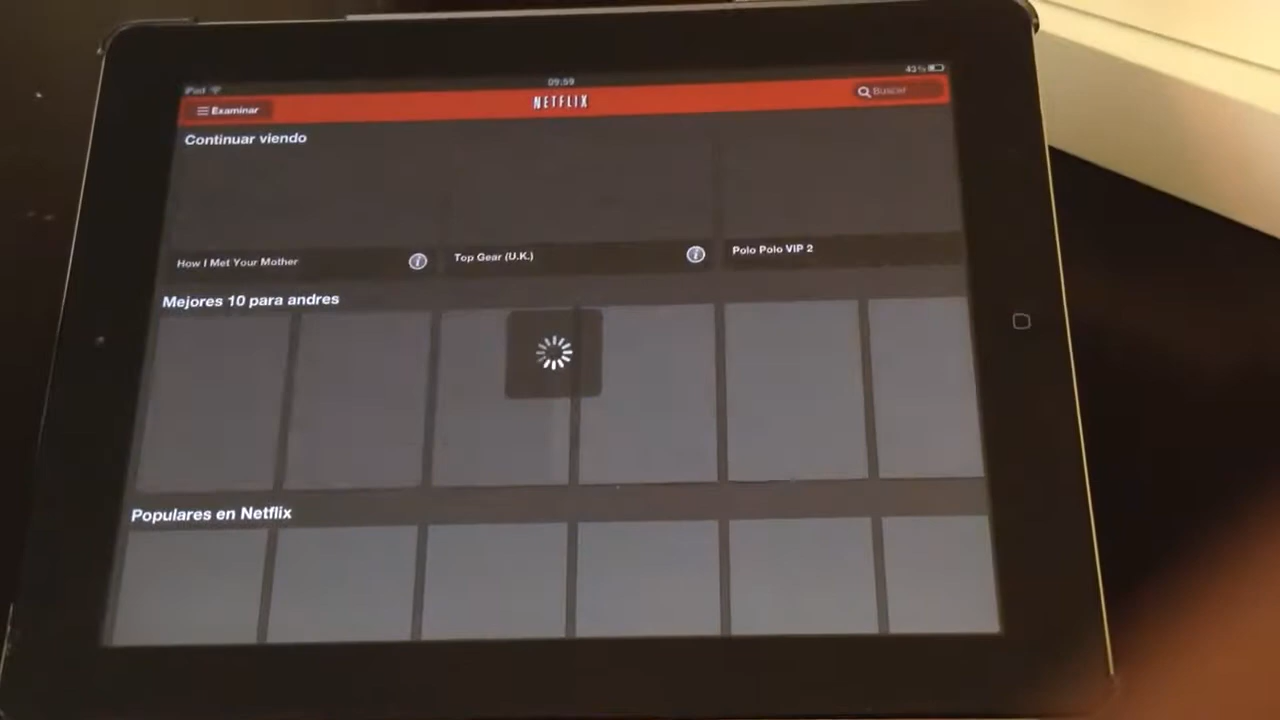 iPad 09:59 43%
Examinar NETFLIX Buscar
Continuar viendo
How I Met Your Mother Top Gear (U.K.) Polo Polo VIP 2
Mejores 10 para andres
Populares en Netflix